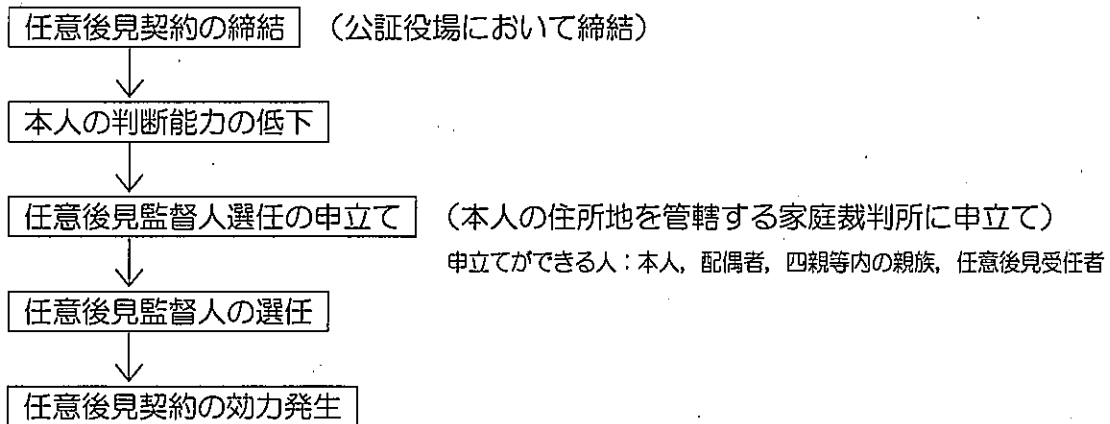 任意後見契約の締結 （公証役場において締結）
本人の判断能力の低下
任意後見監督人選任の申立て （本人の住所地を管轄する家庭裁判所に申立て）
申立てができる人：本人，配偶者，四親等内の親族，任意後見受任者
任意後見監督人の選任
任意後見契約の効力発生